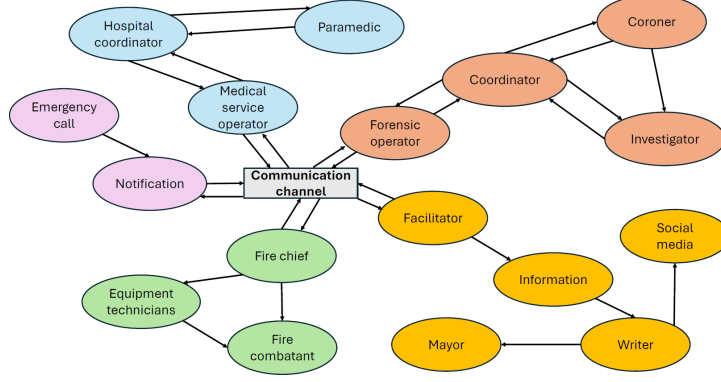 Hospital
coordinator
Paramedic
Coroner
Coordinator
Medical
service
operator
Emergency
call
Forensic
operator
Investigator
Communication
channel
Notification
Facilitator
Social
media
Fire chief
Information
Equipment
technicians
Fire
combatant
Mayor
Writer